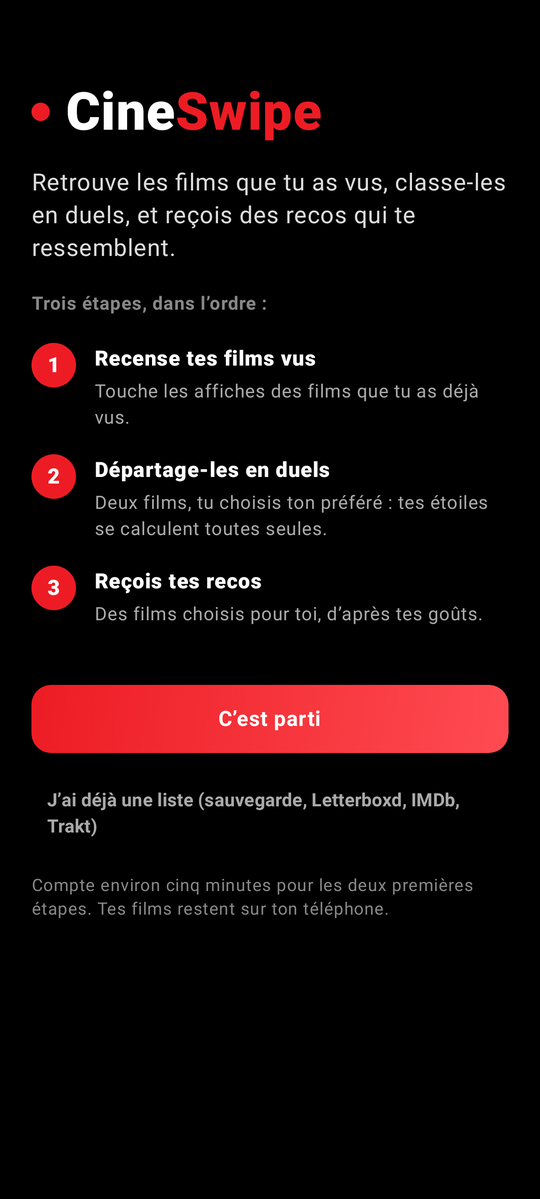 CineSwipe
Retrouve les films que tu as vus, classe-les
en duels, et reçois des recos qui te
ressemblent.
Trois étapes, dans l’ordre :
1
Recense tes films vus
Touche les affiches des films que tu as déjà
vus.
2
Départage-les en duels
Deux films, tu choisis ton préféré : tes étoiles
se calculent toutes seules.
3
Reçois tes recos
Des films choisis pour toi, d’après tes goûts.
C’est parti
J’ai déjà une liste (sauvegarde, Letterboxd, IMDb,
Trakt)
Compte environ cinq minutes pour les deux premières
étapes. Tes films restent sur ton téléphone.